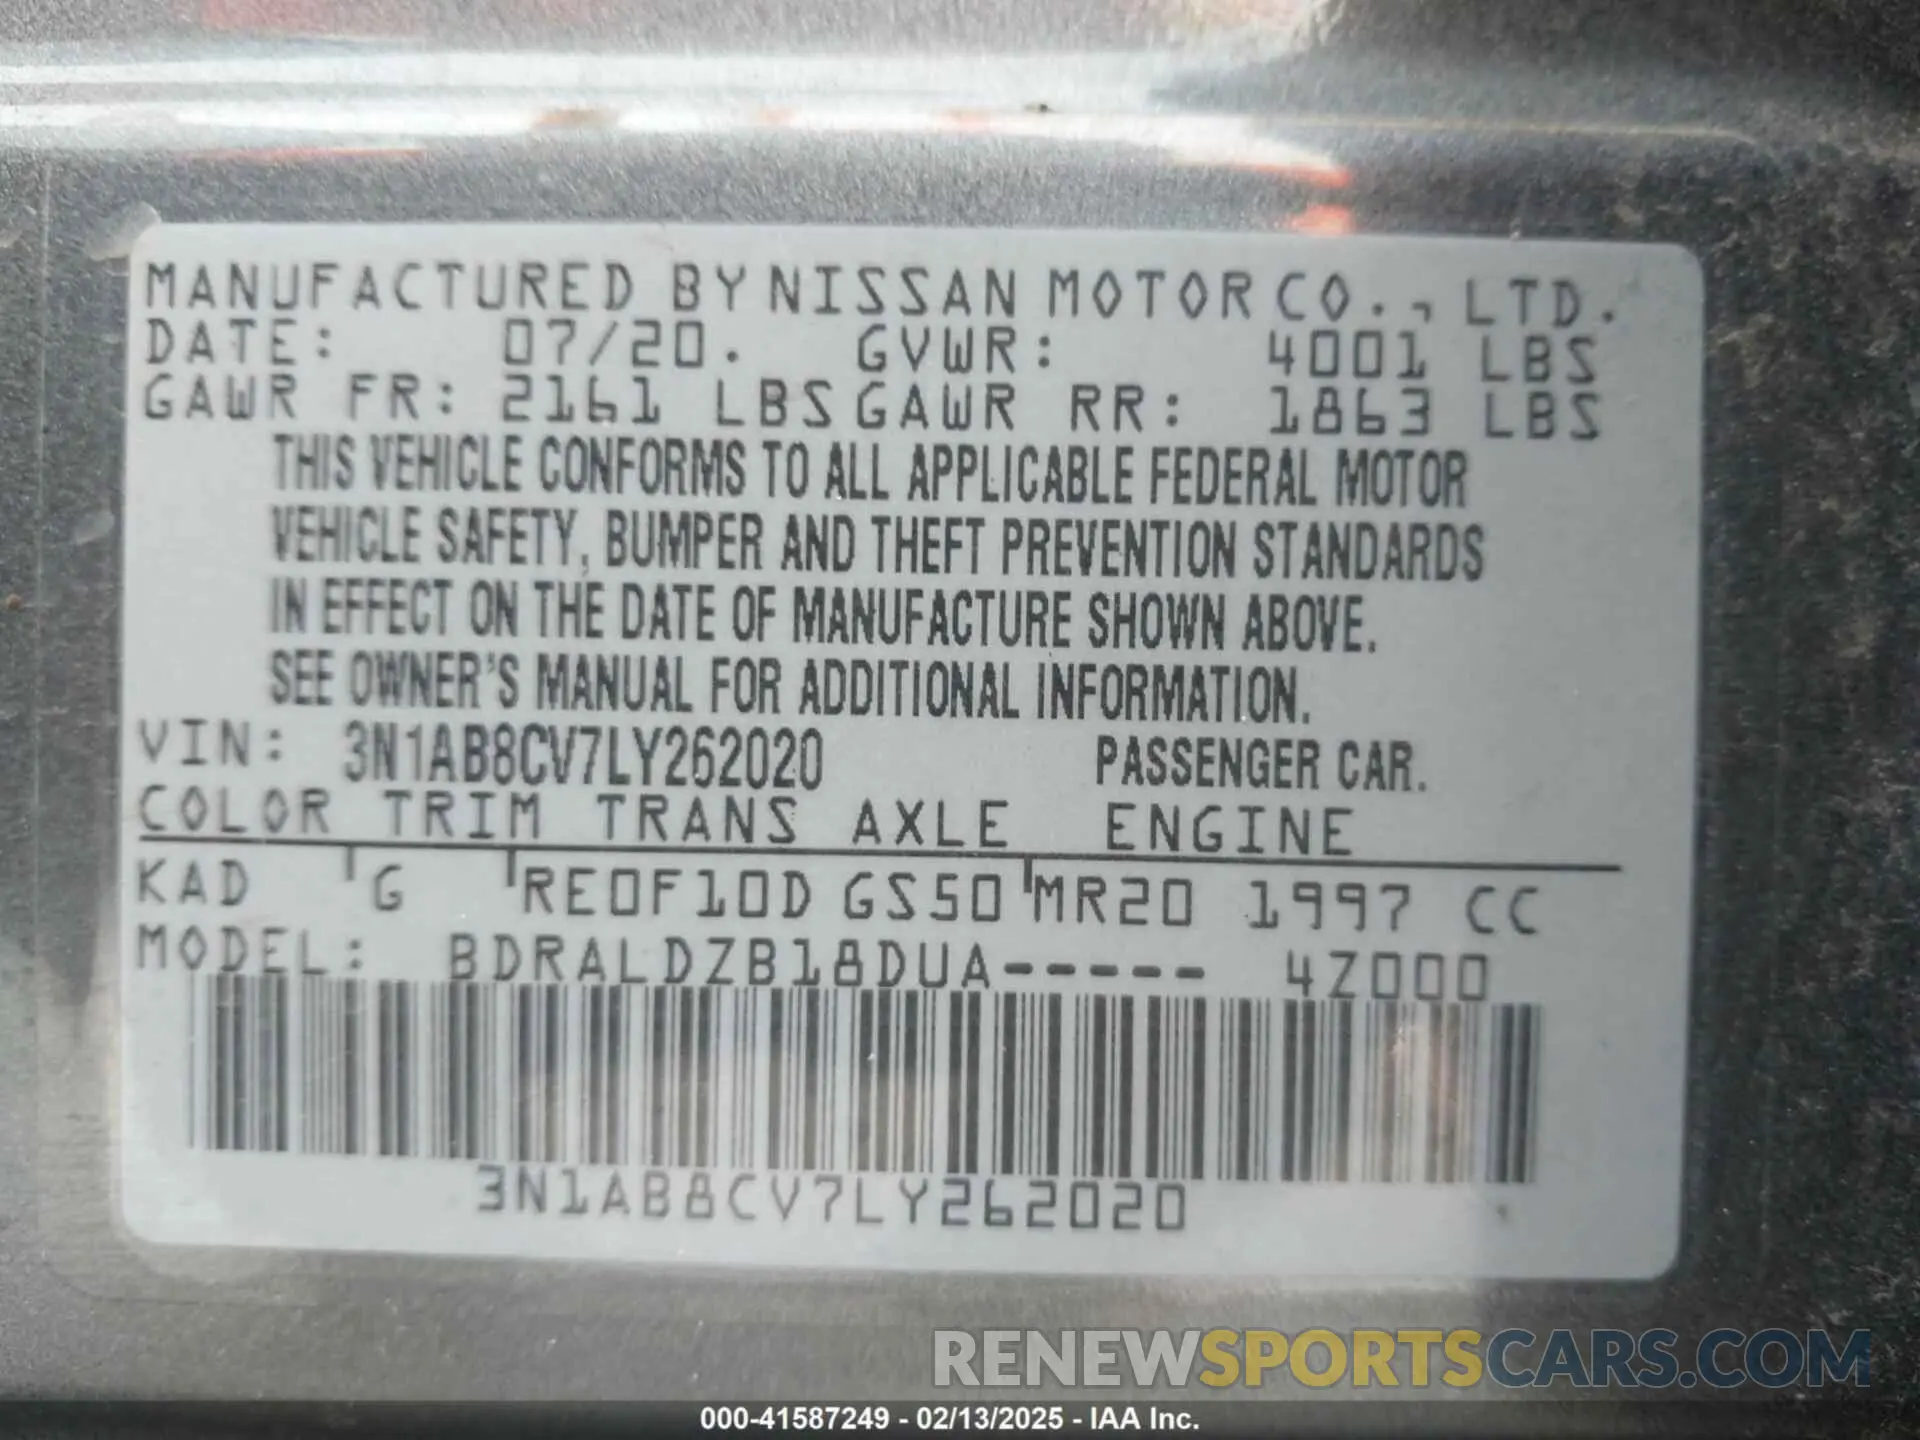 MANUFACTURED BY NISSAN MOTOR CO., LTD.
DATE: 07/20. GVWR: 4001 LBS
GAWR FR: 2161 LBS GAWR RR: 1863 LBS
THIS VEHICLE CONFORMS TO ALL APPLICABLE FEDERAL MOTOR
VEHICLE SAFETY, BUMPER AND THEFT PREVENTION STANDARDS
IN EFFECT ON THE DATE OF MANUFACTURE SHOWN ABOVE.
SEE OWNER'S MANUAL FOR ADDITIONAL INFORMATION.
VIN: 3N1AB8CV7LY262020 PASSENGER CAR.
COLOR TRIM TRANS AXLE ENGINE
KAD G RE0F10D GS50 MR20 1997 CC
MODEL: BDRALDZB18DUA----- 4Z000
3N1AB8CV7LY262020
RENEWSPORTSCARS.COM
000-41587249 - 02/13/2025 - IAA Inc.